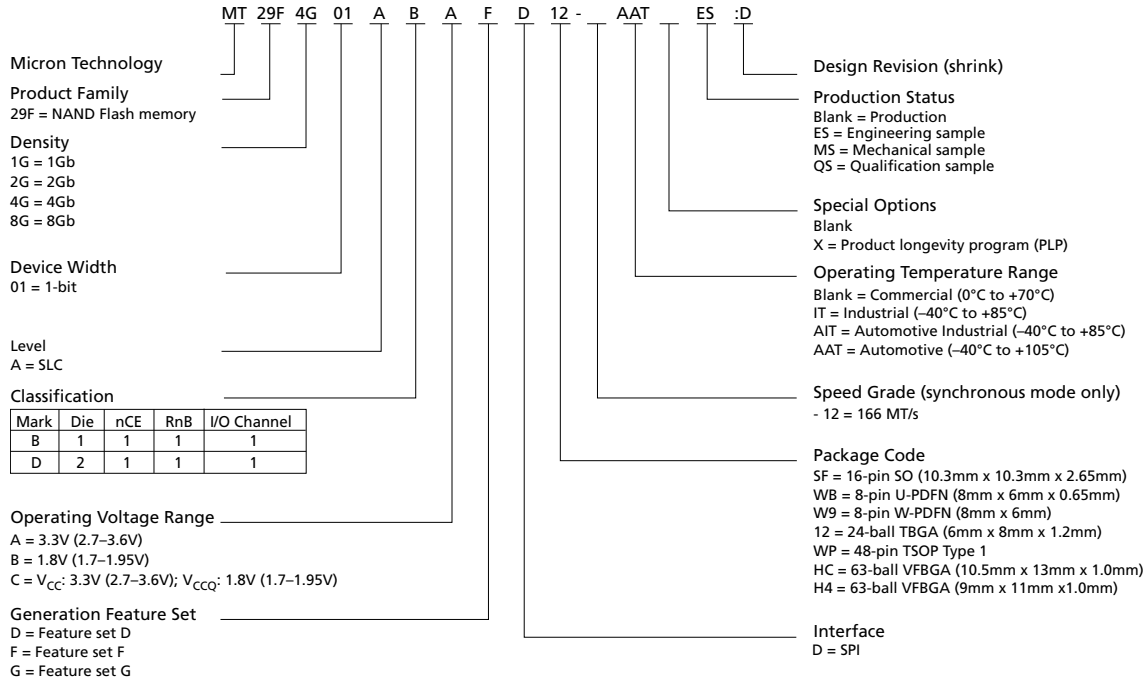 MT 29F 4G 01 A B A F D 12 - AAT ES :D
Micron Technology
Product Family
29F = NAND Flash memory
Density
1G = 1Gb
2G = 2Gb
4G = 4Gb
8G = 8Gb
Device Width
01 = 1-bit
Level
A = SLC
Classification
Mark Die nCE RnB I/O Channel
B 1 1 1 1
D 2 1 1 1
Operating Voltage Range
A = 3.3V (2.7–3.6V)
B = 1.8V (1.7–1.95V)
C = VCC: 3.3V (2.7–3.6V); VCCQ: 1.8V (1.7–1.95V)
Generation Feature Set
D = Feature set D
F = Feature set F
G = Feature set G
Design Revision (shrink)
Production Status
Blank = Production
ES = Engineering sample
MS = Mechanical sample
QS = Qualification sample
Special Options
Blank
X = Product longevity program (PLP)
Operating Temperature Range
Blank = Commercial (0°C to +70°C)
IT = Industrial (–40°C to +85°C)
AIT = Automotive Industrial (–40°C to +85°C)
AAT = Automotive (–40°C to +105°C)
Speed Grade (synchronous mode only)
- 12 = 166 MT/s
Package Code
SF = 16-pin SO (10.3mm x 10.3mm x 2.65mm)
WB = 8-pin U-PDFN (8mm x 6mm x 0.65mm)
W9 = 8-pin W-PDFN (8mm x 6mm)
12 = 24-ball TBGA (6mm x 8mm x 1.2mm)
WP = 48-pin TSOP Type 1
HC = 63-ball VFBGA (10.5mm x 13mm x 1.0mm)
H4 = 63-ball VFBGA (9mm x 11mm x1.0mm)
Interface
D = SPI